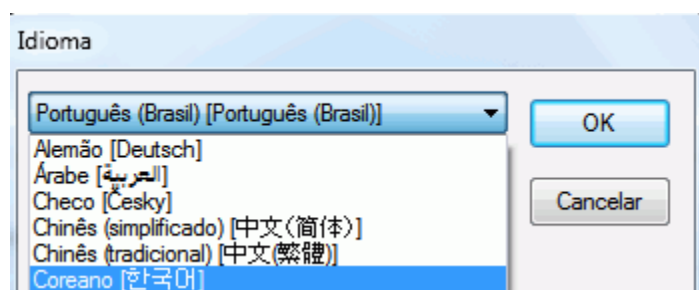 Idioma
Português (Brasil) [Português (Brasil)]
OK
Alemão [Deutsch]
Árabe [العربية]
Checo [Česky]
Cancelar
Chinês (simplificado) [中文(简体)]
Chinês (tradicional) [中文(繁體)]
Coreano [한국어]